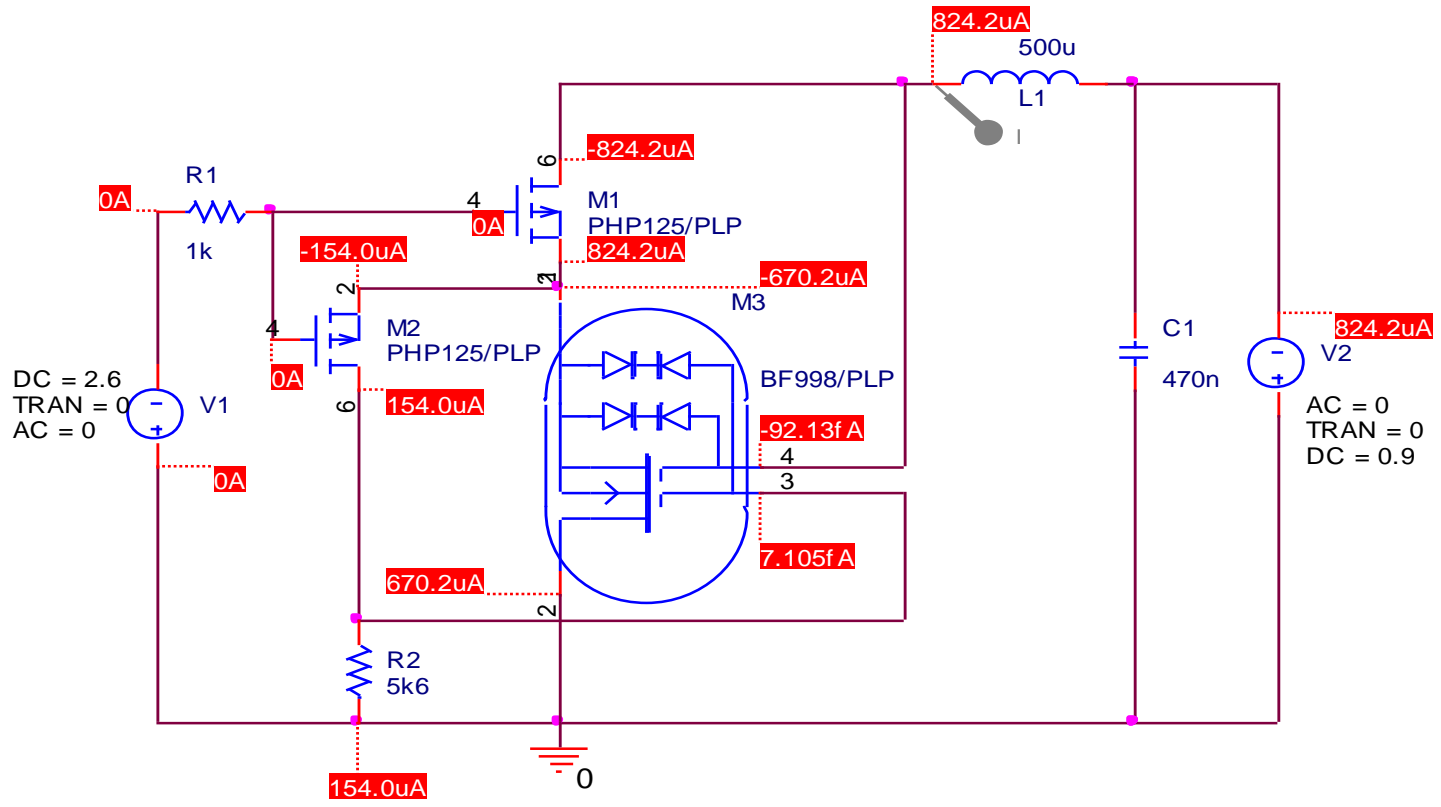 824.2uA
500u
L1
I
6
-824.2uA
R1
0A
1k
4
0A
M1
PHP125/PLP
824.2uA
-154.0uA
2
-670.2uA
M3
4
0A
M2
PHP125/PLP
154.0uA
6
DC = 2.6
TRAN = 0
AC = 0
V1
0A
BF998/PLP
-92.13fA
4
3
7.105fA
C1
470n
824.2uA
V2
AC = 0
TRAN = 0
DC = 0.9
670.2uA
2
R2
5k6
154.0uA
0